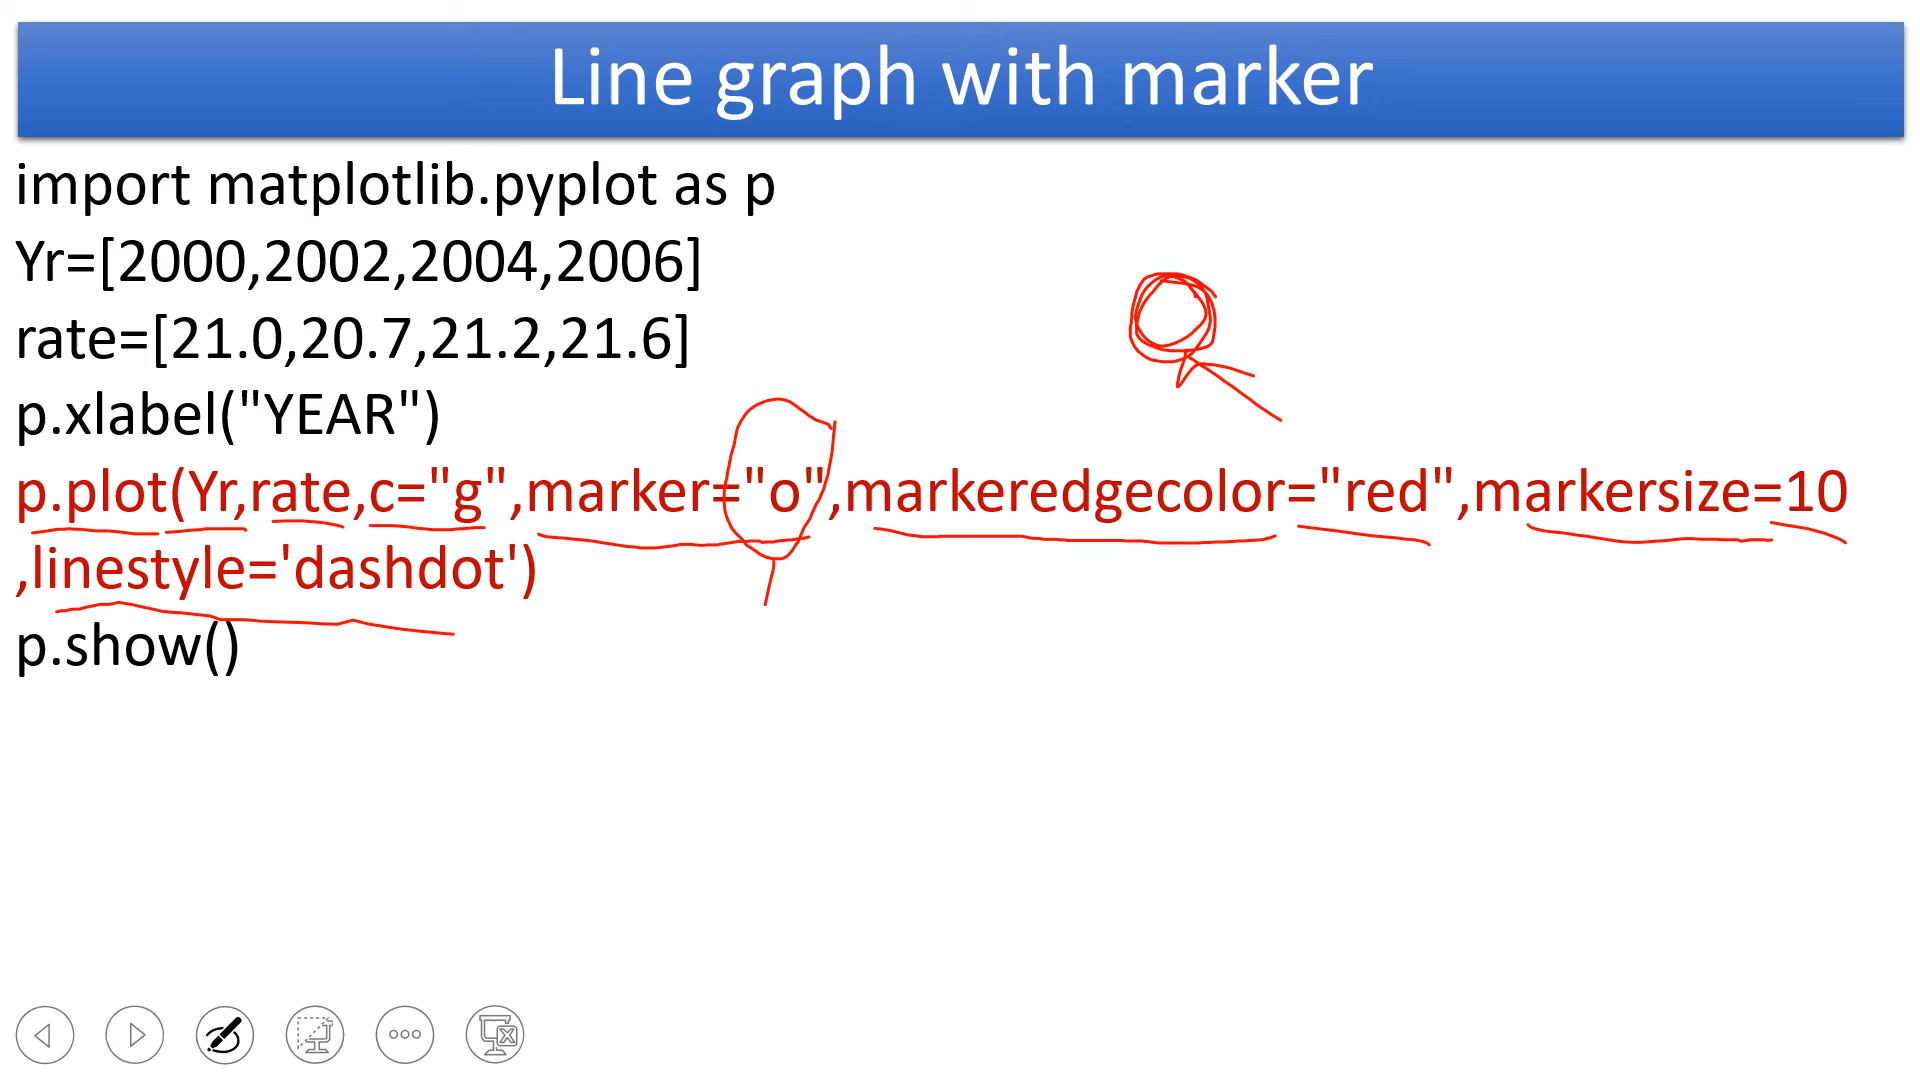 Line graph with marker
import matplotlib.pyplot as p
Yr=[2000,2002,2004,2006]
rate=[21.0,20.7,21.2,21.6]
p.xlabel("YEAR")
p.plot(Yr,rate,c="g",marker="o",markeredgecolor="red",markersize=10
,linestyle='dashdot')
p.show()